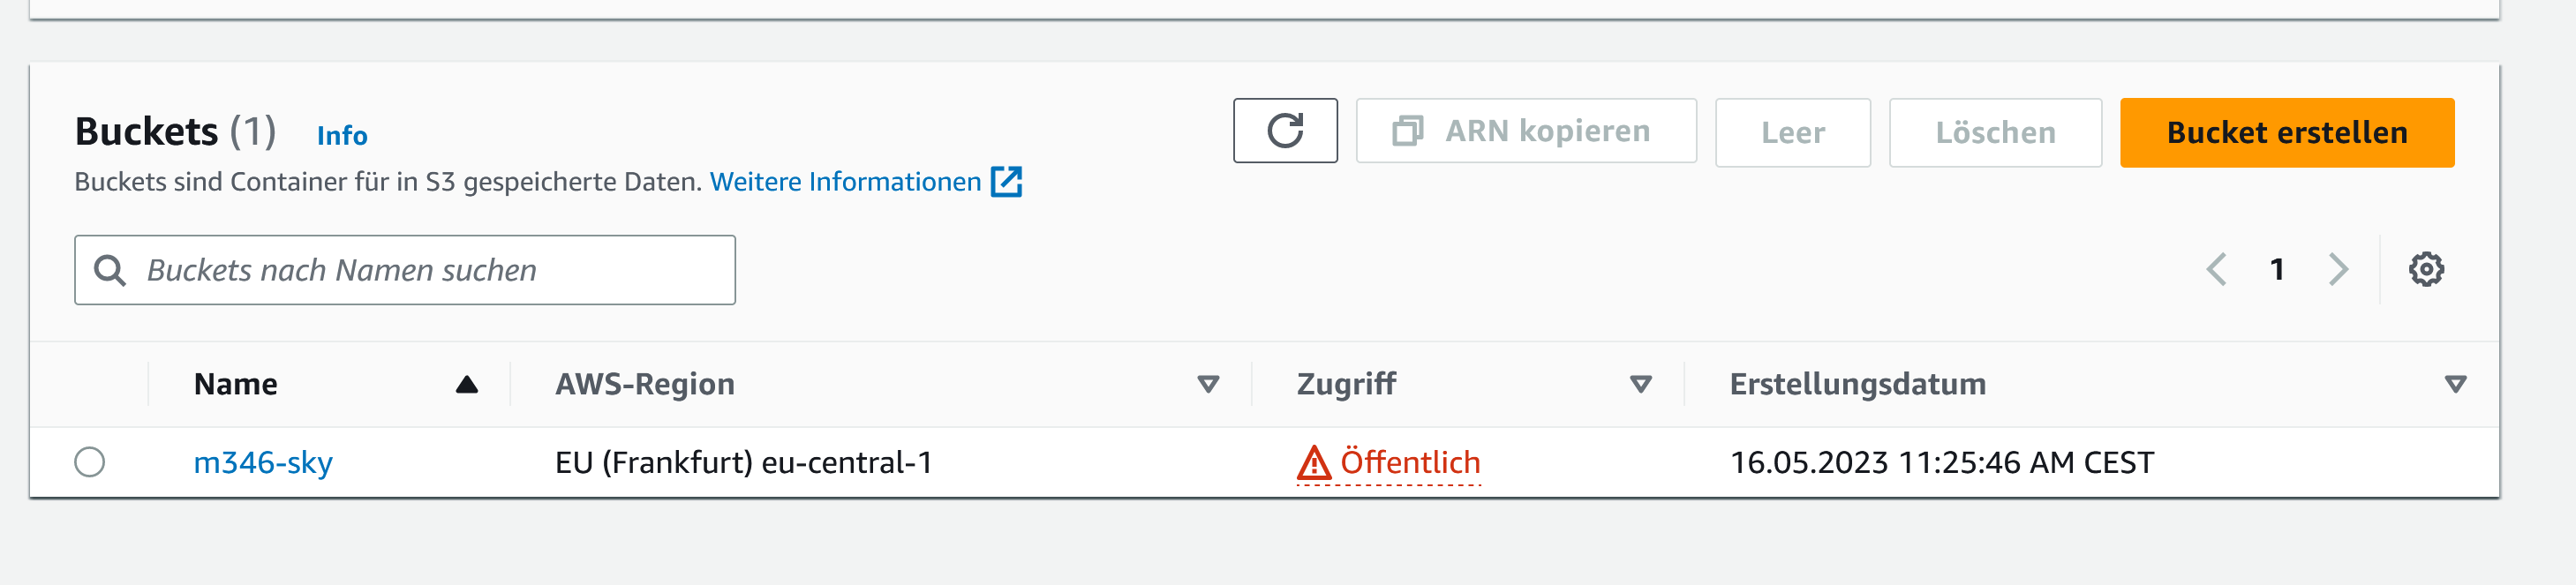 Buckets (1) Info
ARN kopieren Leer Löschen Bucket erstellen
Buckets sind Container für in S3 gespeicherte Daten. Weitere Informationen
Buckets nach Namen suchen
1
Name AWS-Region Zugriff Erstellungsdatum
m346-sky EU (Frankfurt) eu-central-1 Öffentlich 16.05.2023 11:25:46 AM CEST